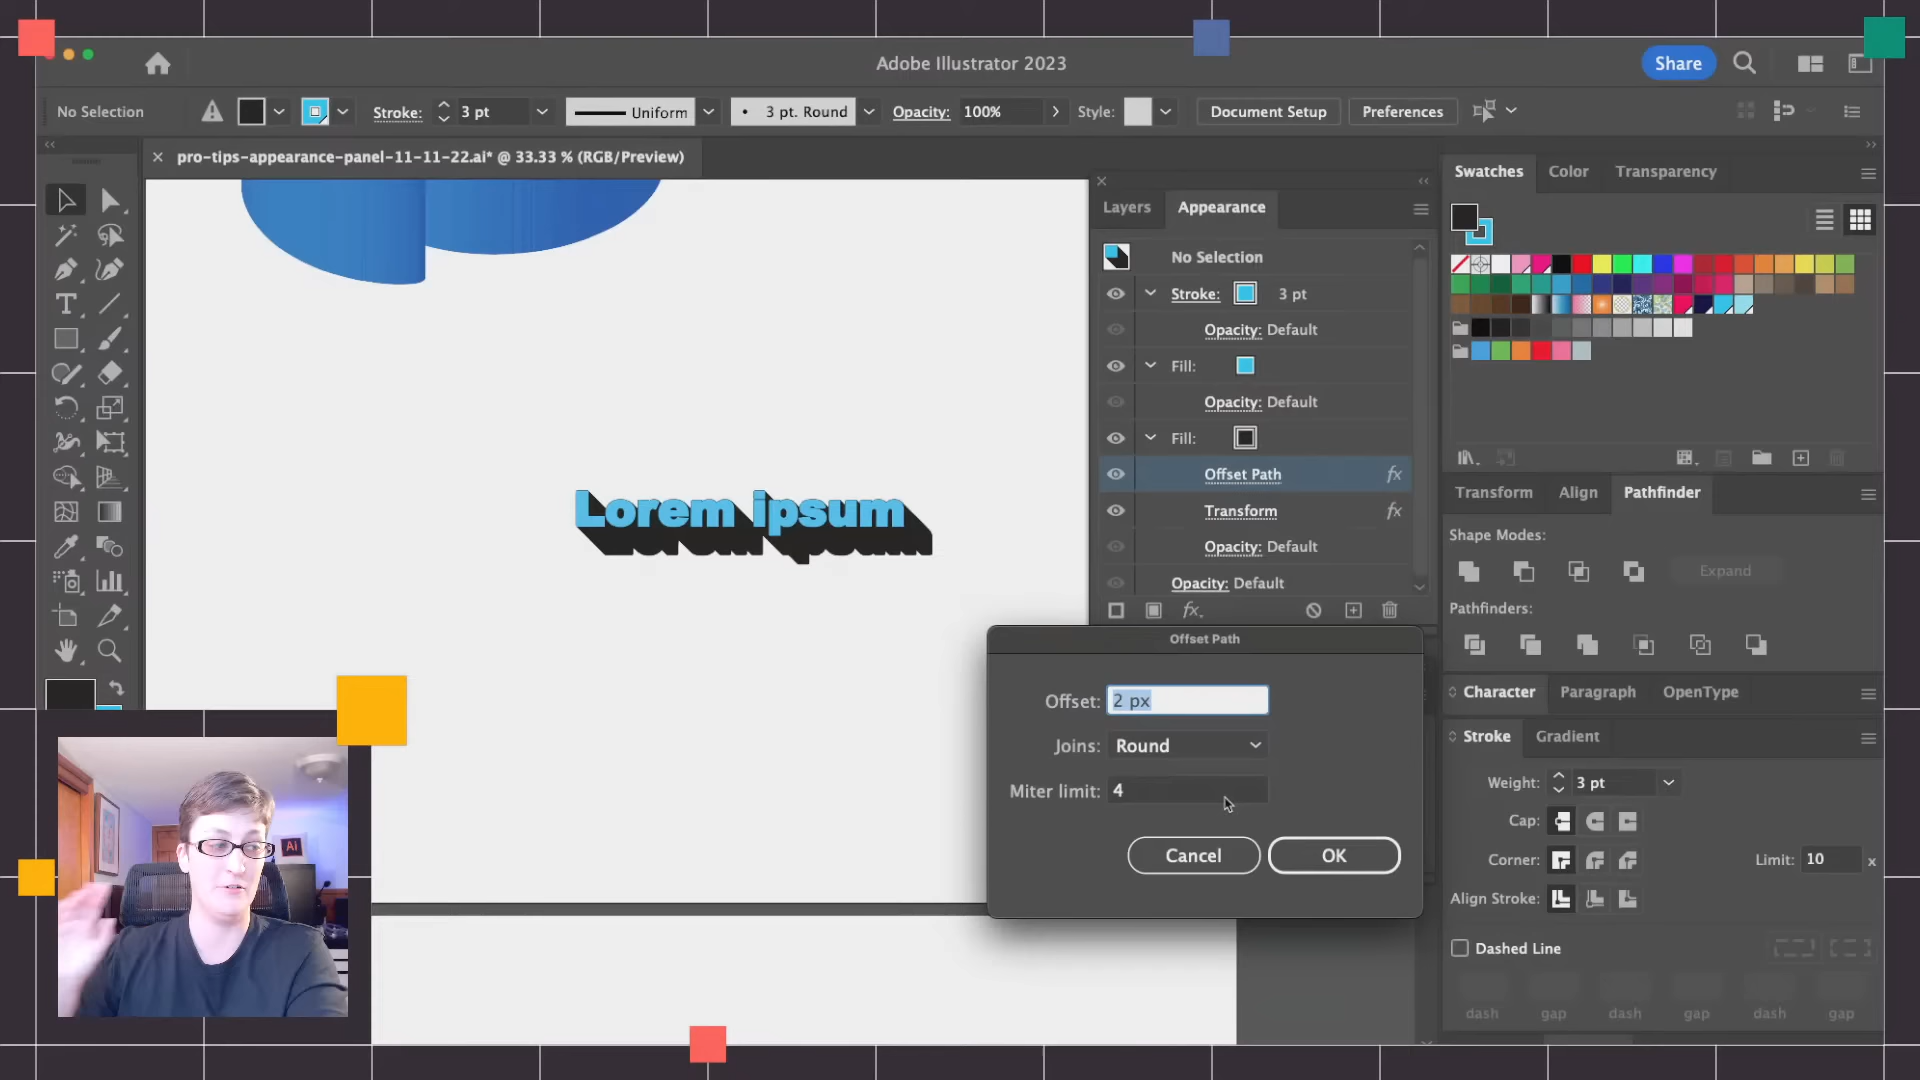 Adobe Illustrator 2023
Share
No Selection
Stroke:
3 pt
Uniform
3 pt. Round
Opacity:
100%
Style:
Document Setup
Preferences
pro-tips-appearance-panel-11-11-22.ai* @ 33.33 % (RGB/Preview)
Layers
Appearance
No Selection
Stroke:
3 pt
Opacity: Default
Fill:
Opacity: Default
Fill:
Offset Path
fx
Transform
fx
Opacity: Default
Opacity: Default
fx
Lorem ipsum
Offset Path
Offset:
2 px
Joins:
Round
Miter limit:
4
Cancel
OK
Swatches
Color
Transparency
Transform
Align
Pathfinder
Shape Modes:
Expand
Pathfinders:
Character
Paragraph
OpenType
Stroke
Gradient
Weight:
3 pt
Cap:
Corner:
Limit:
10
x
Align Stroke:
Dashed Line
dash
gap
dash
gap
dash
gap
Ai